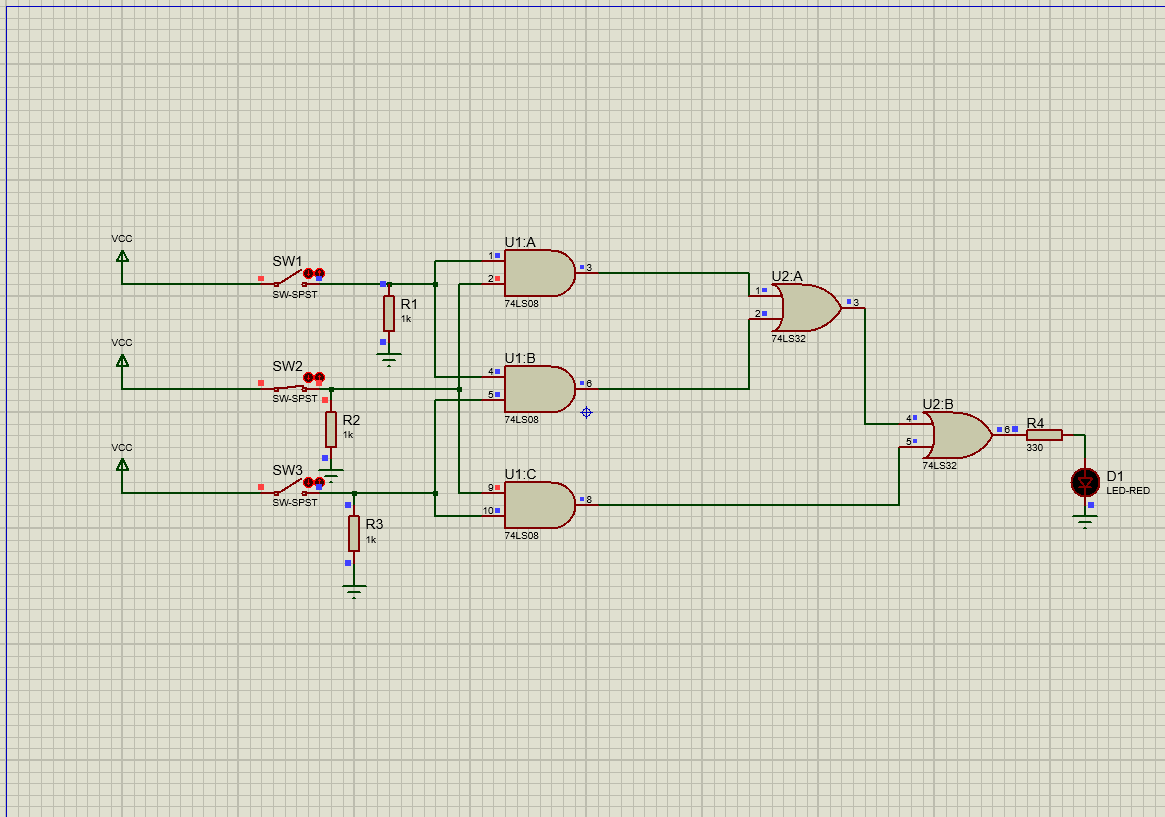 VCC
SW1
SW-SPST
R1
1k
VCC
SW2
SW-SPST
R2
1k
VCC
SW3
SW-SPST
R3
1k
U1:A
1
2
3
74LS08
U1:B
4
5
6
74LS08
U1:C
9
10
8
74LS08
U2:A
1
2
3
74LS32
U2:B
4
5
6
74LS32
R4
330
D1
LED-RED